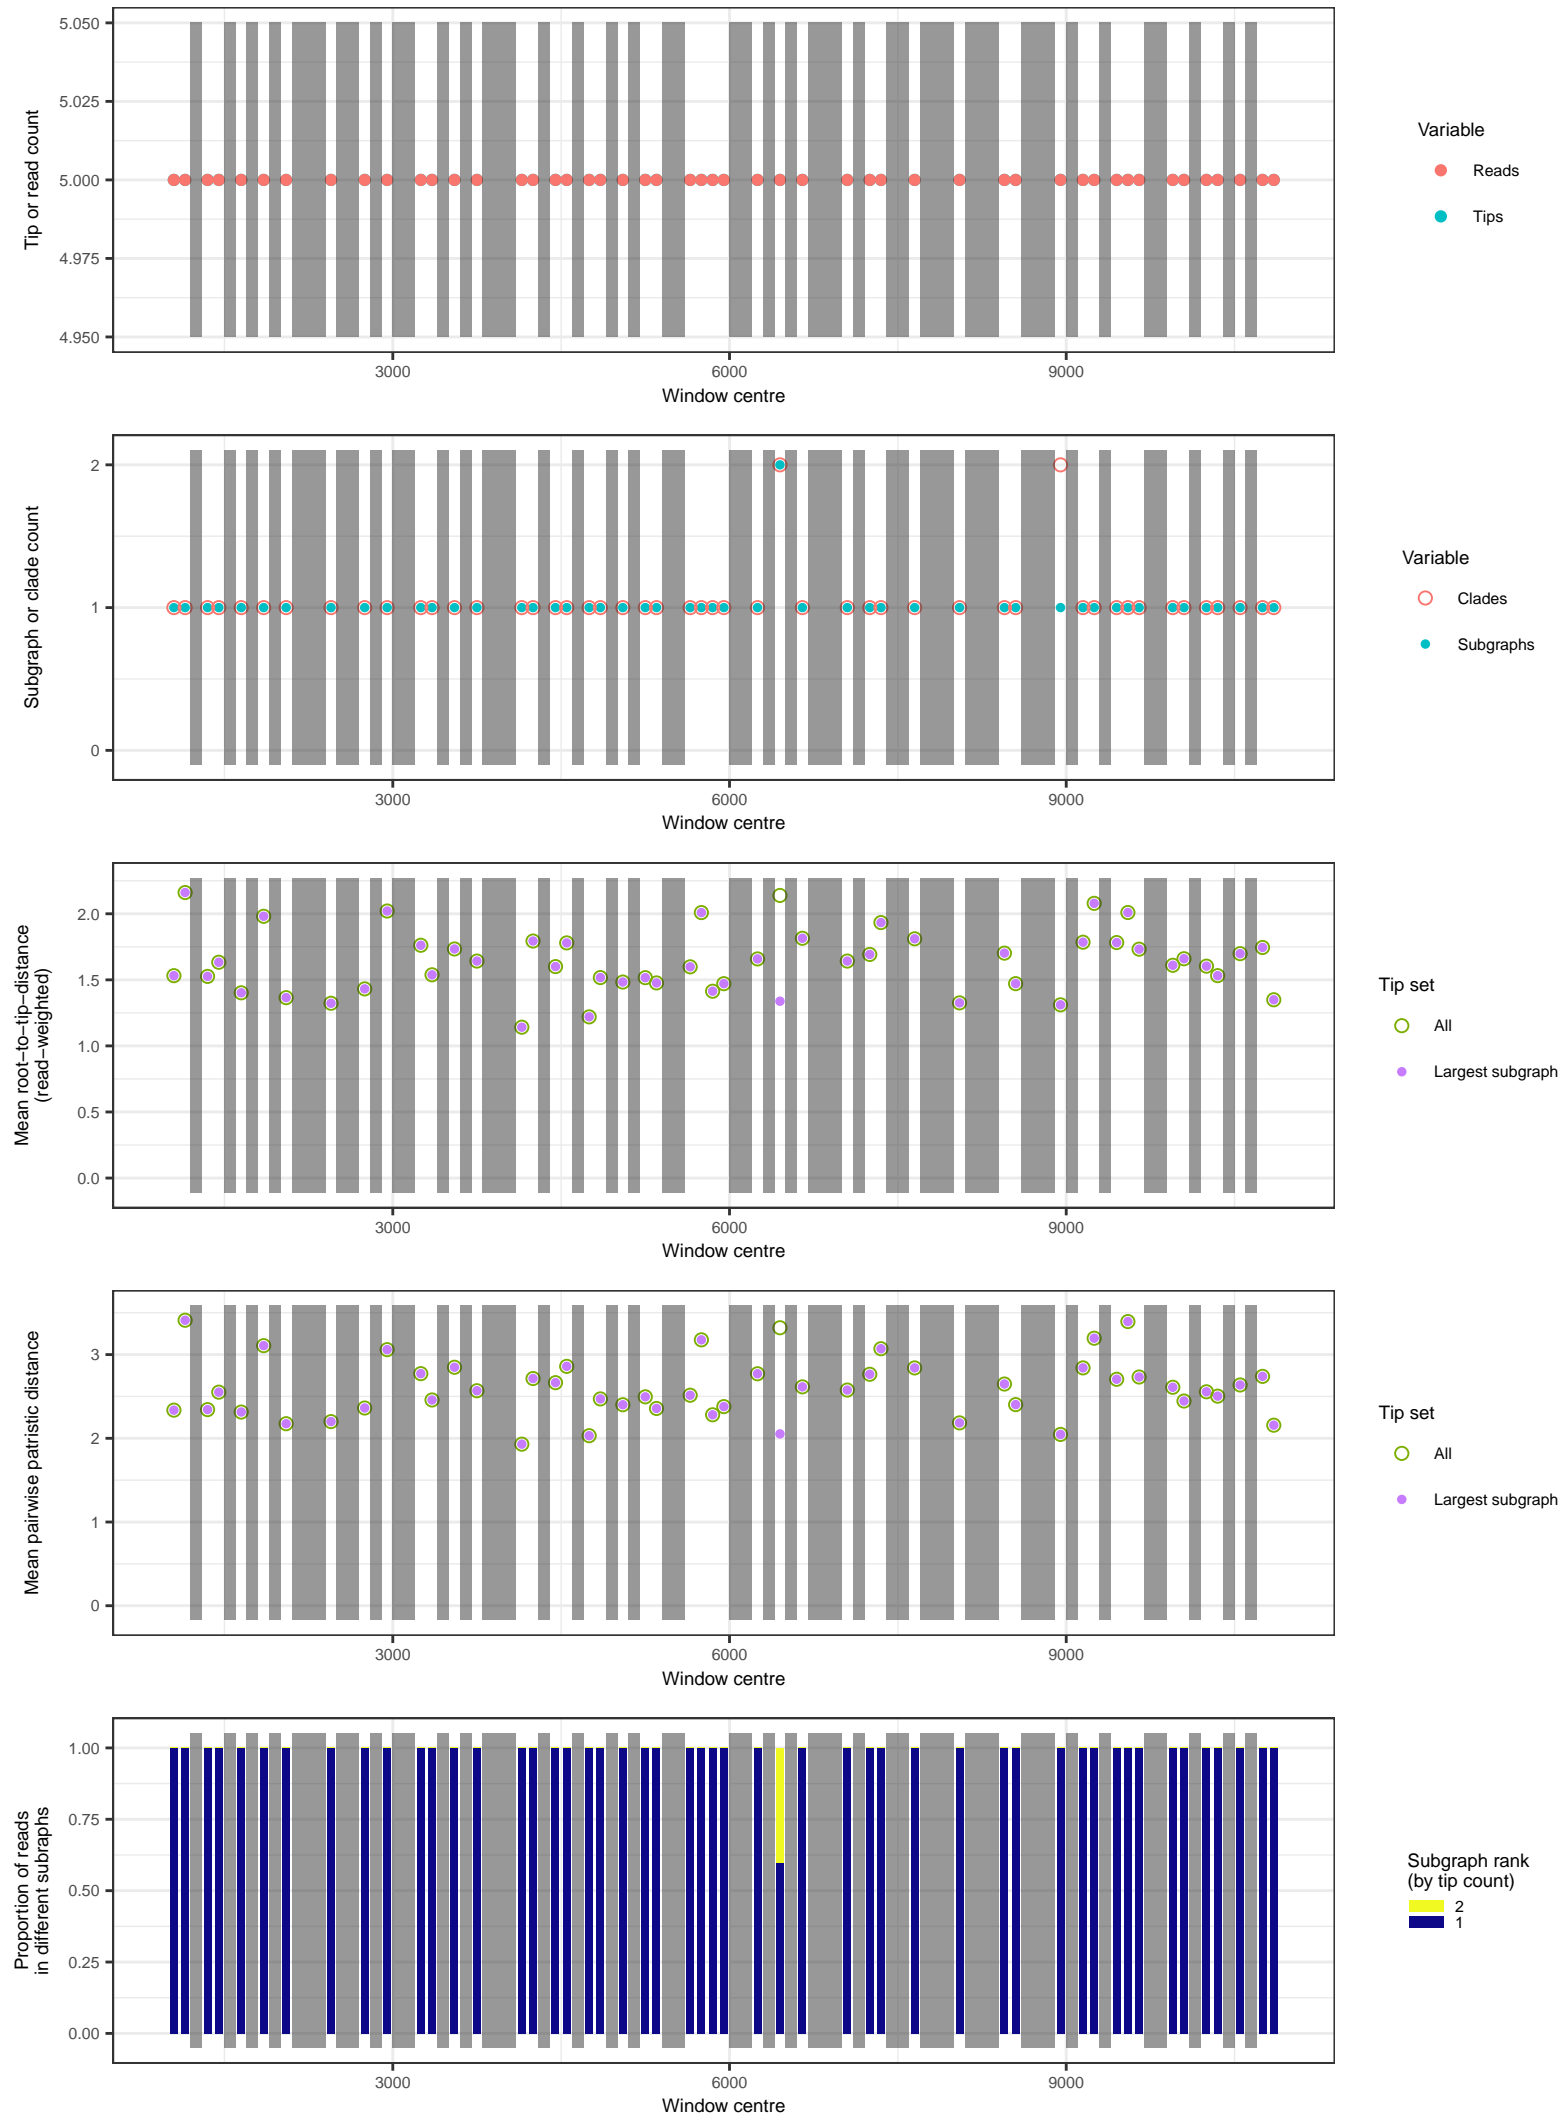 5.050
5.025
5.000
4.975
4.950
Tip or read count
3000
6000
9000
Window centre
Variable
Reads
Tips
2
1
0
Subgraph or clade count
3000
6000
9000
Window centre
Variable
Clades
Subgraphs
2.0
1.5
1.0
0.5
0.0
Mean root−to−tip−distance
(read−weighted)
3000
6000
9000
Window centre
Tip set
All
Largest subgraph
3
2
1
0
Mean pairwise patristic distance
3000
6000
9000
Window centre
Tip set
All
Largest subgraph
1.00
0.75
0.50
0.25
0.00
Proportion of reads
in different subraphs
3000
6000
9000
Window centre
Subgraph rank
(by tip count)
2
1